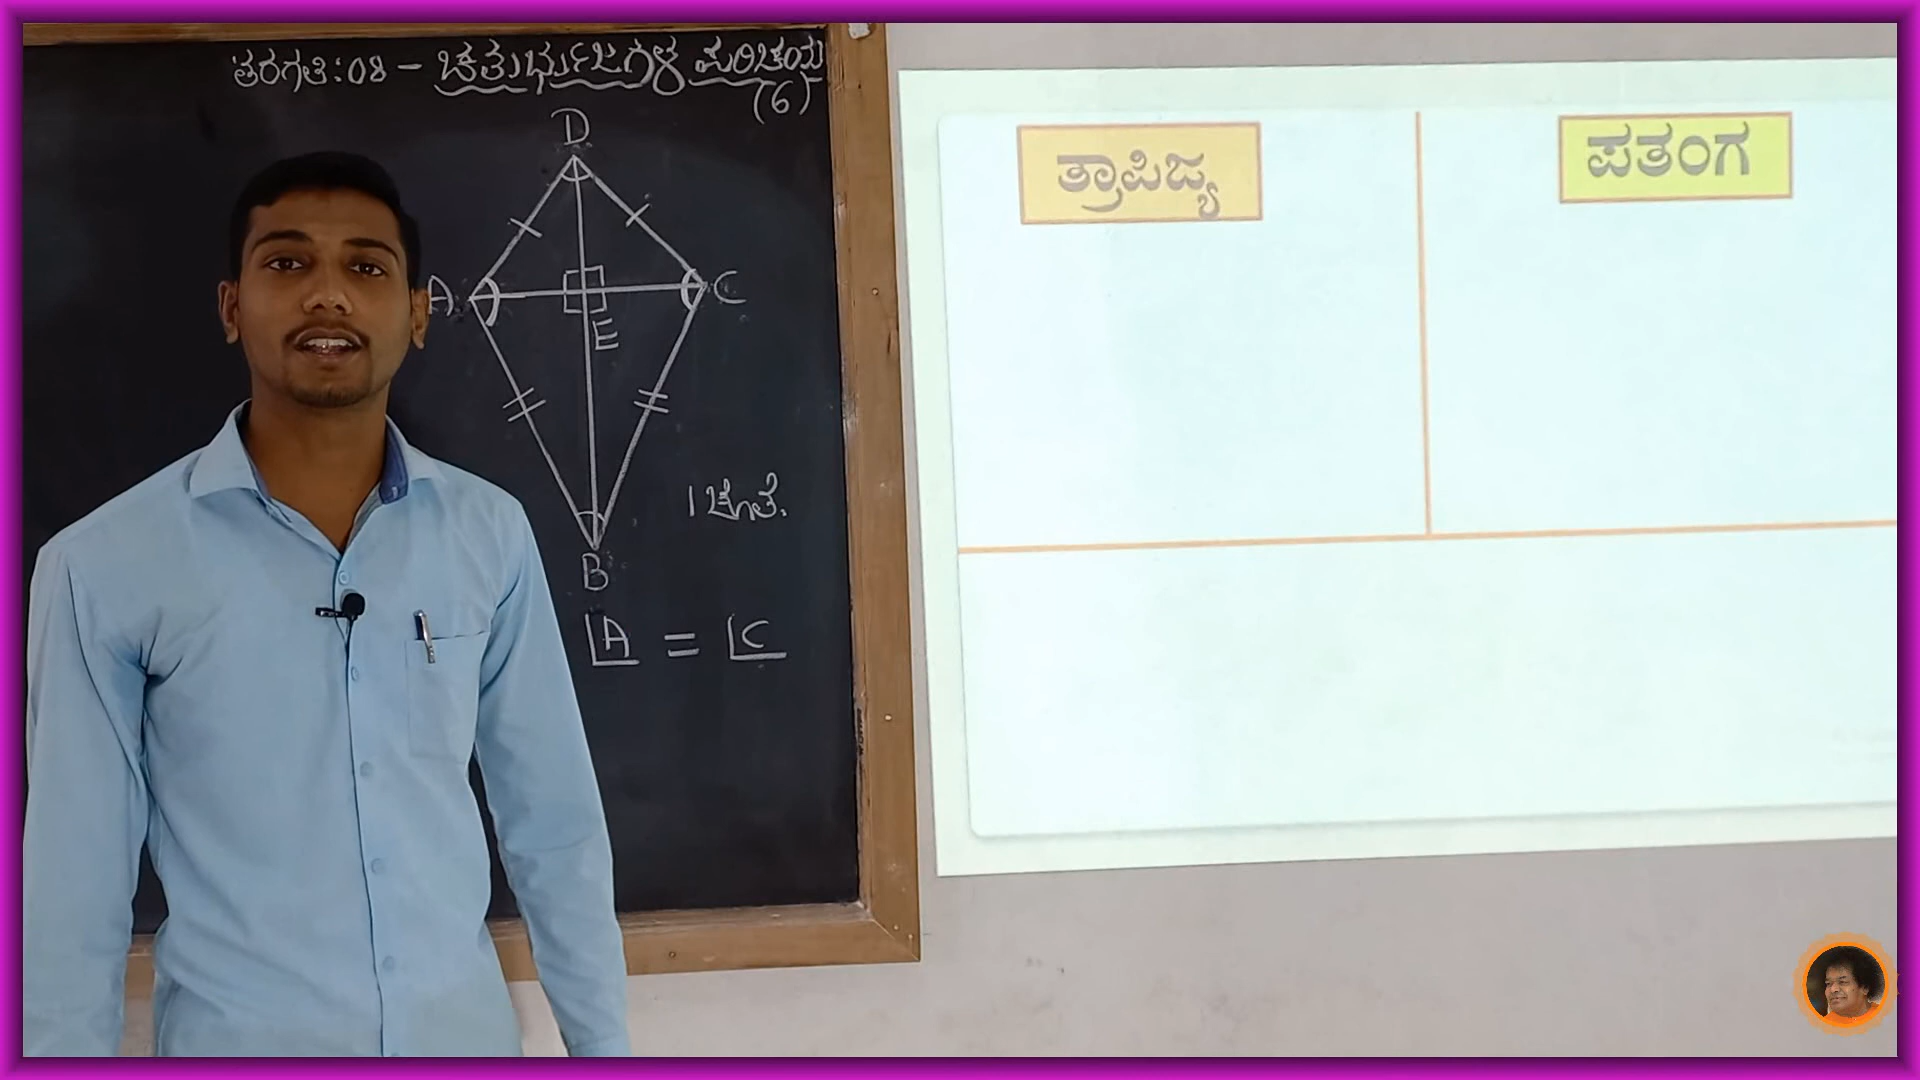 ತರಗತಿ:08 - ಚತುರ್ಭುಜಗಳ ಪರಿಚಯ
(6)
D
A
C
E
1 ಜೊತೆ.
B
∠A = ∠C
ತ್ರಾಪಿಜ್ಯ
ಪತಂಗ